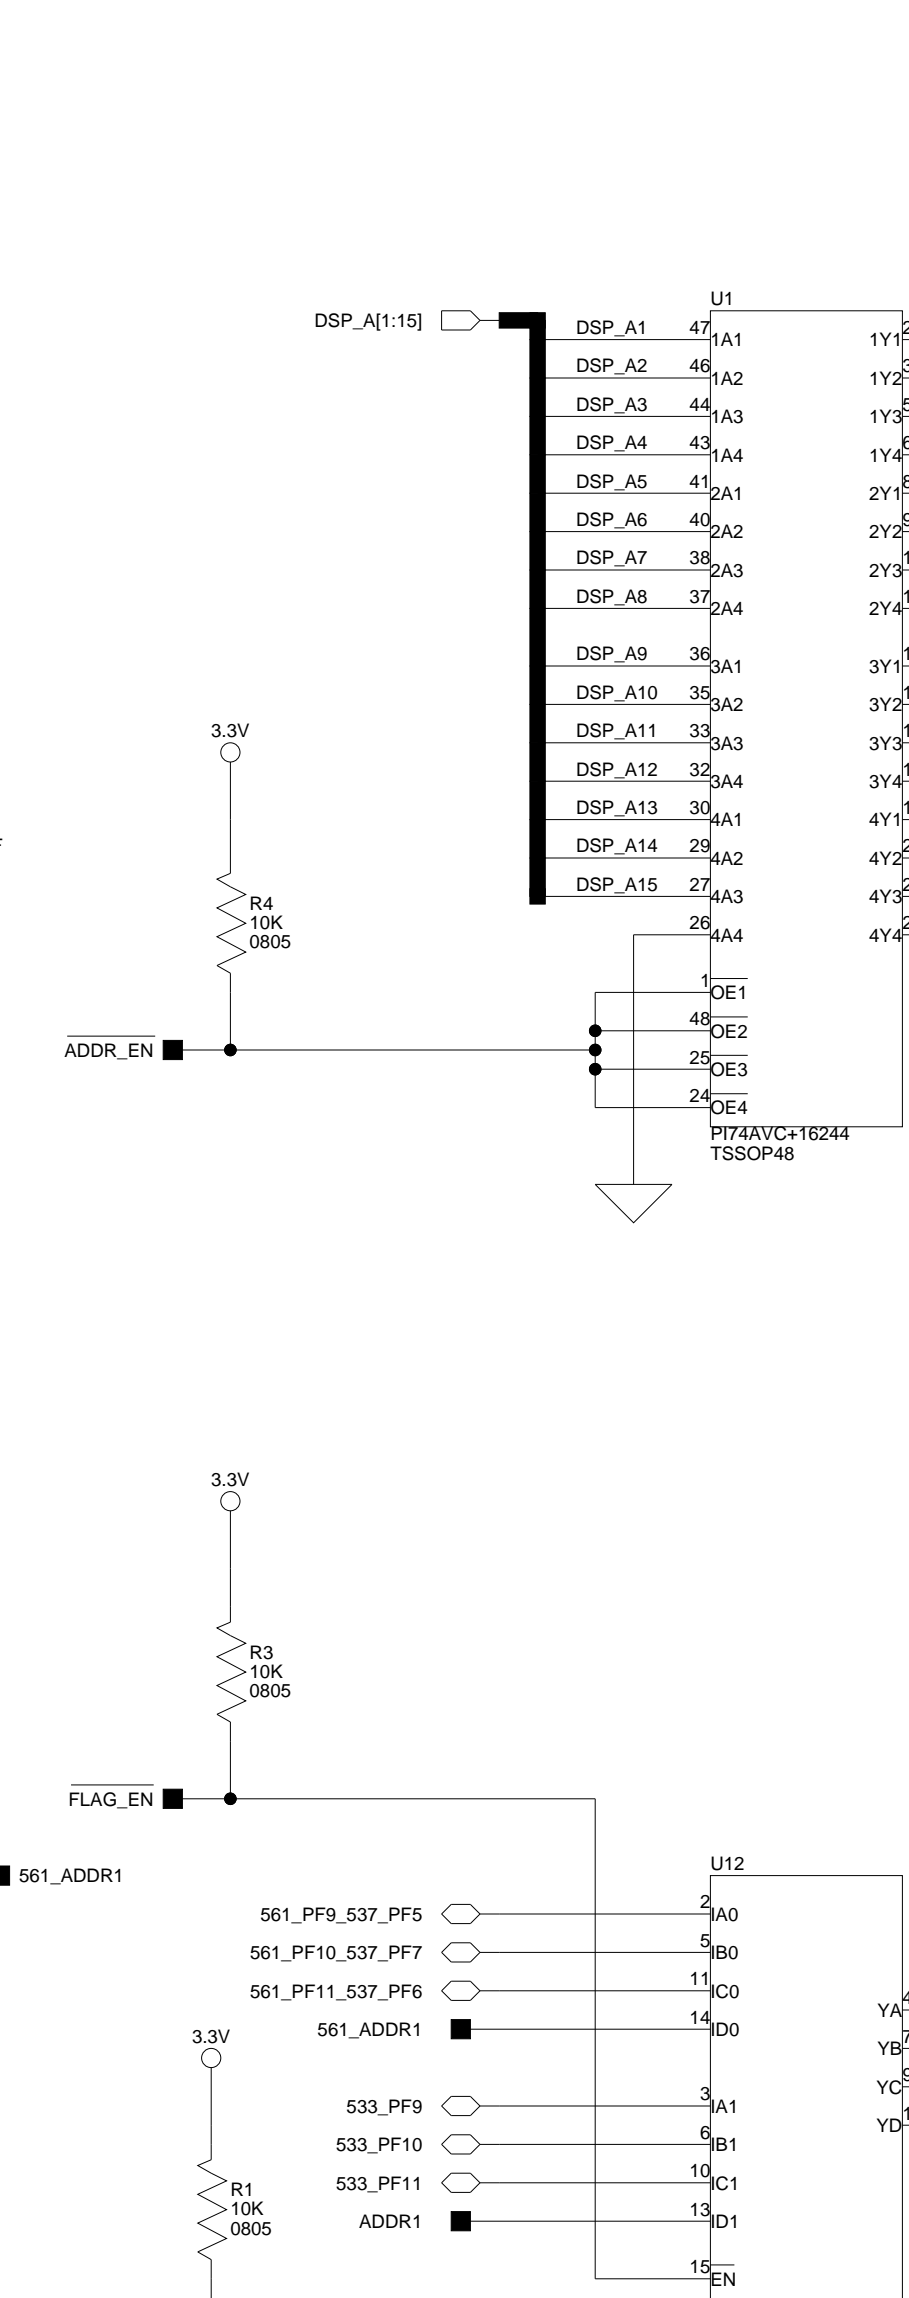 U1
DSP_A[1:15]
DSP_A1 47 1A1 1Y1
DSP_A2 46 1A2 1Y2
DSP_A3 44 1A3 1Y3
DSP_A4 43 1A4 1Y4
DSP_A5 41 2A1 2Y1
DSP_A6 40 2A2 2Y2
DSP_A7 38 2A3 2Y3
DSP_A8 37 2A4 2Y4
DSP_A9 36 3A1 3Y1
DSP_A10 35 3A2 3Y2
DSP_A11 33 3A3 3Y3
DSP_A12 32 3A4 3Y4
DSP_A13 30 4A1 4Y1
DSP_A14 29 4A2 4Y2
DSP_A15 27 4A3 4Y3
26 4A4 4Y4
3.3V
R4
10K
0805
ADDR_EN
1 OE1
48 OE2
25 OE3
24 OE4
PI74AVC+16244
TSSOP48
3.3V
R3
10K
0805
FLAG_EN
561_ADDR1
U12
561_PF9_537_PF5 2 IA0
561_PF10_537_PF7 5 IB0
561_PF11_537_PF6 11 IC0
561_ADDR1 14 ID0
YA
YB
YC
YD
533_PF9 3 IA1
533_PF10 6 IB1
533_PF11 10 IC1
ADDR1 13 ID1
15 EN
3.3V
R1
10K
0805